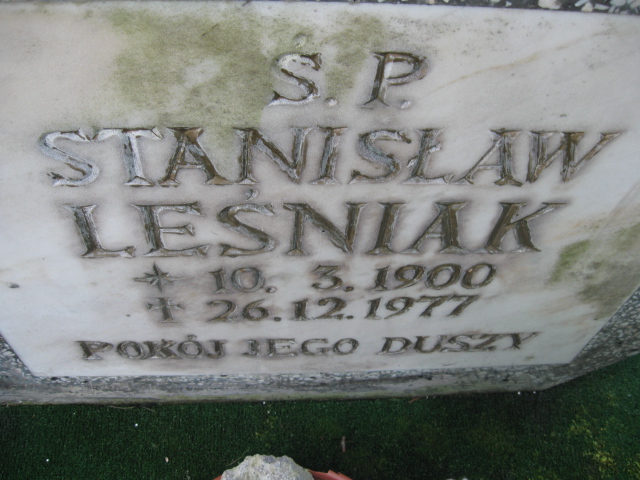 Ś.P.
STANISŁAW
LEŚNIAK
* 10. 3. 1900
† 26.12.1977
POKÓJ JEGO DUSZY